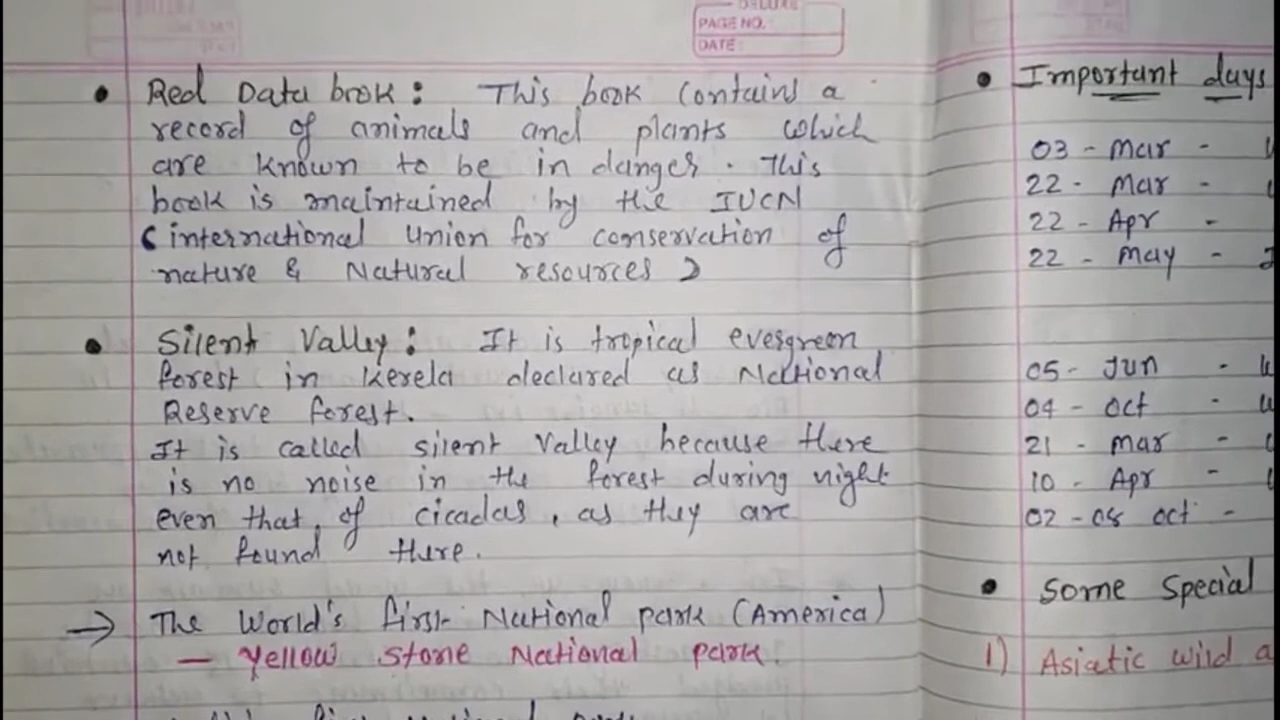 DELUXE
PAGE NO.:
DATE:
• Red Data book : This book contains a
record of animals and plants which
are known to be in danger. This
book is maintained by the IUCN
( international union for conservation of
nature & Natural resources )
• Silent Valley : It is tropical evergreen
forest in Kerela declared as National
Reserve forest.
It is called silent valley because there
is no noise in the forest during night
even that of cicadas, as they are
not found there.
→ The World's first National park (America)
— Yellow stone National park.
• Important days
03 - Mar -
22 - Mar -
22 - Apr -
22 - May -
05 - Jun -
04 - Oct -
21 - Mar -
10 - Apr -
02 - 08 Oct -
• Some Special
1) Asiatic wild a